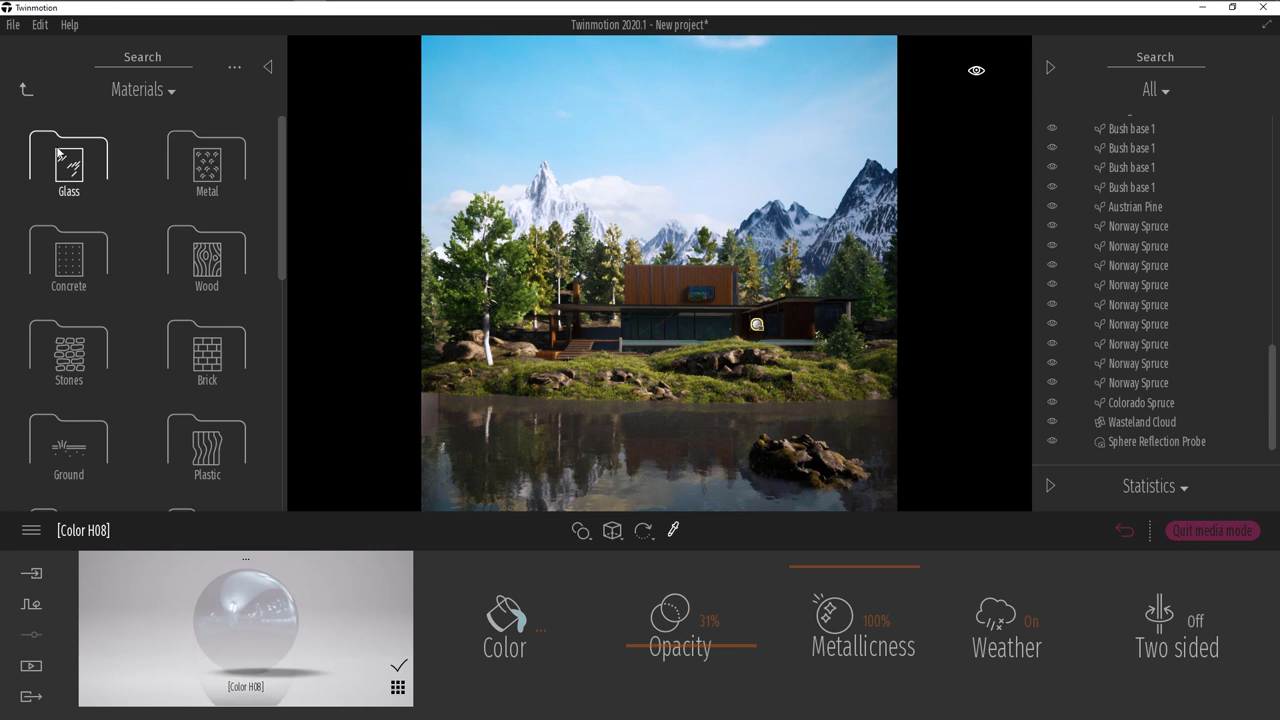 Twinmotion
File Edit Help
Twinmotion 2020.1 - New project*
Search
...
Materials
Glass
Metal
Concrete
Wood
Stones
Brick
Ground
Plastic
Search
All
Bush base 1
Bush base 1
Bush base 1
Bush base 1
Austrian Pine
Norway Spruce
Norway Spruce
Norway Spruce
Norway Spruce
Norway Spruce
Norway Spruce
Norway Spruce
Norway Spruce
Norway Spruce
Colorado Spruce
Wasteland Cloud
Sphere Reflection Probe
Statistics
[Color H08]
Quit media mode
...
[Color H08]
Color ...
Opacity 31%
Metallicness 100%
Weather On
Two sided Off